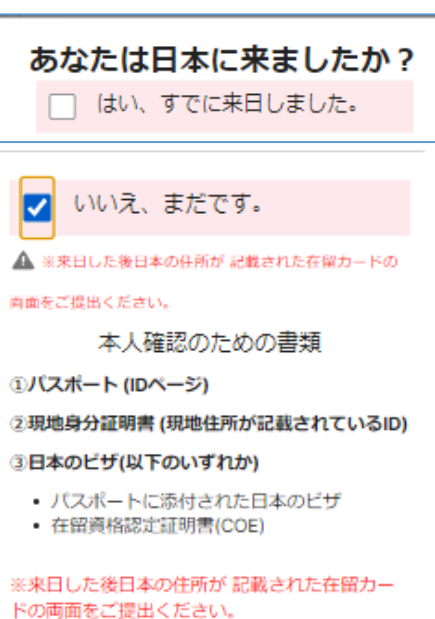 あなたは日本に来ましたか？
はい、すでに来日しました。
いいえ、まだです。
※来日した後日本の住所が 記載された在留カードの
両面をご提出ください。
本人確認のための書類
①パスポート (IDページ)
②現地身分証明書 (現地住所が記載されているID)
③日本のビザ(以下のいずれか)
• パスポートに添付された日本のビザ
• 在留資格認定証明書(COE)
※来日した後日本の住所が 記載された在留カー
ドの両面をご提出ください。